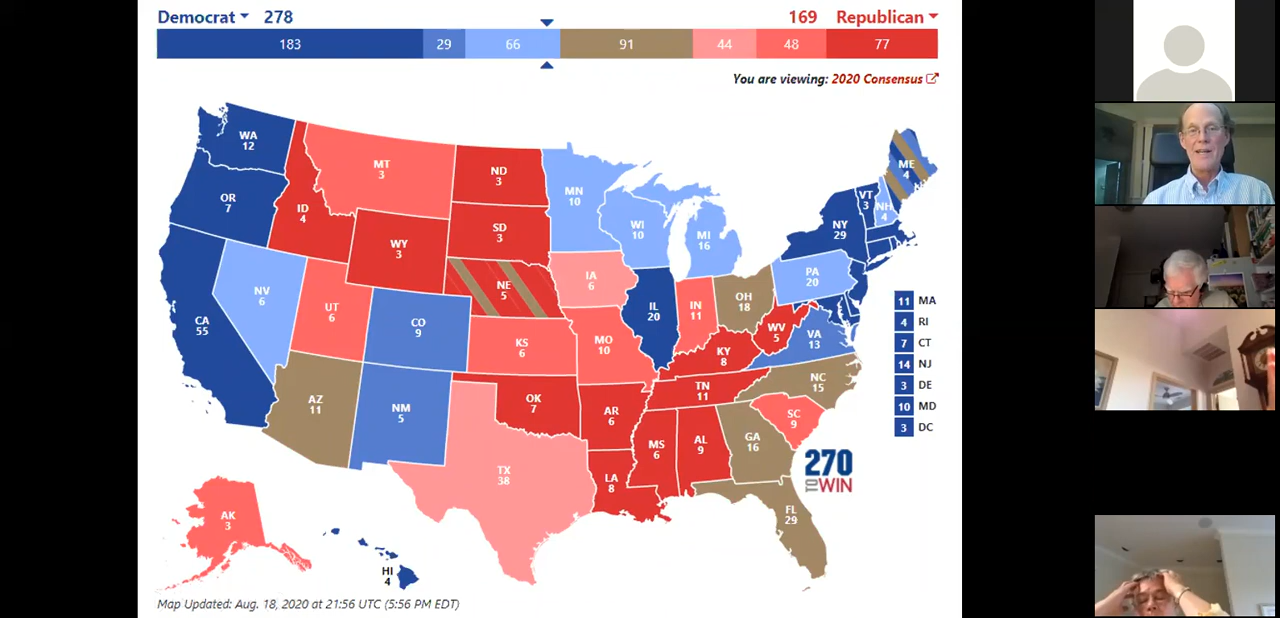 Democrat 278
169 Republican
183 29 66 91 44 48 77
You are viewing: 2020 Consensus
WA
12
OR
7
CA
55
NV
6
ID
4
MT
3
WY
3
UT
6
AZ
11
CO
9
NM
5
ND
3
SD
3
NE
5
KS
6
OK
7
TX
38
MN
10
IA
6
MO
10
AR
6
LA
8
WI
10
IL
20
MI
16
IN
11
OH
18
KY
8
TN
11
MS
6
AL
9
GA
16
FL
29
SC
9
NC
15
VA
13
WV
5
PA
20
NY
29
VT
3
NH
4
ME
4
11 MA
4 RI
7 CT
14 NJ
3 DE
10 MD
3 DC
AK
3
HI
4
270
TO WIN
Map Updated: Aug. 18, 2020 at 21:56 UTC (5:56 PM EDT)